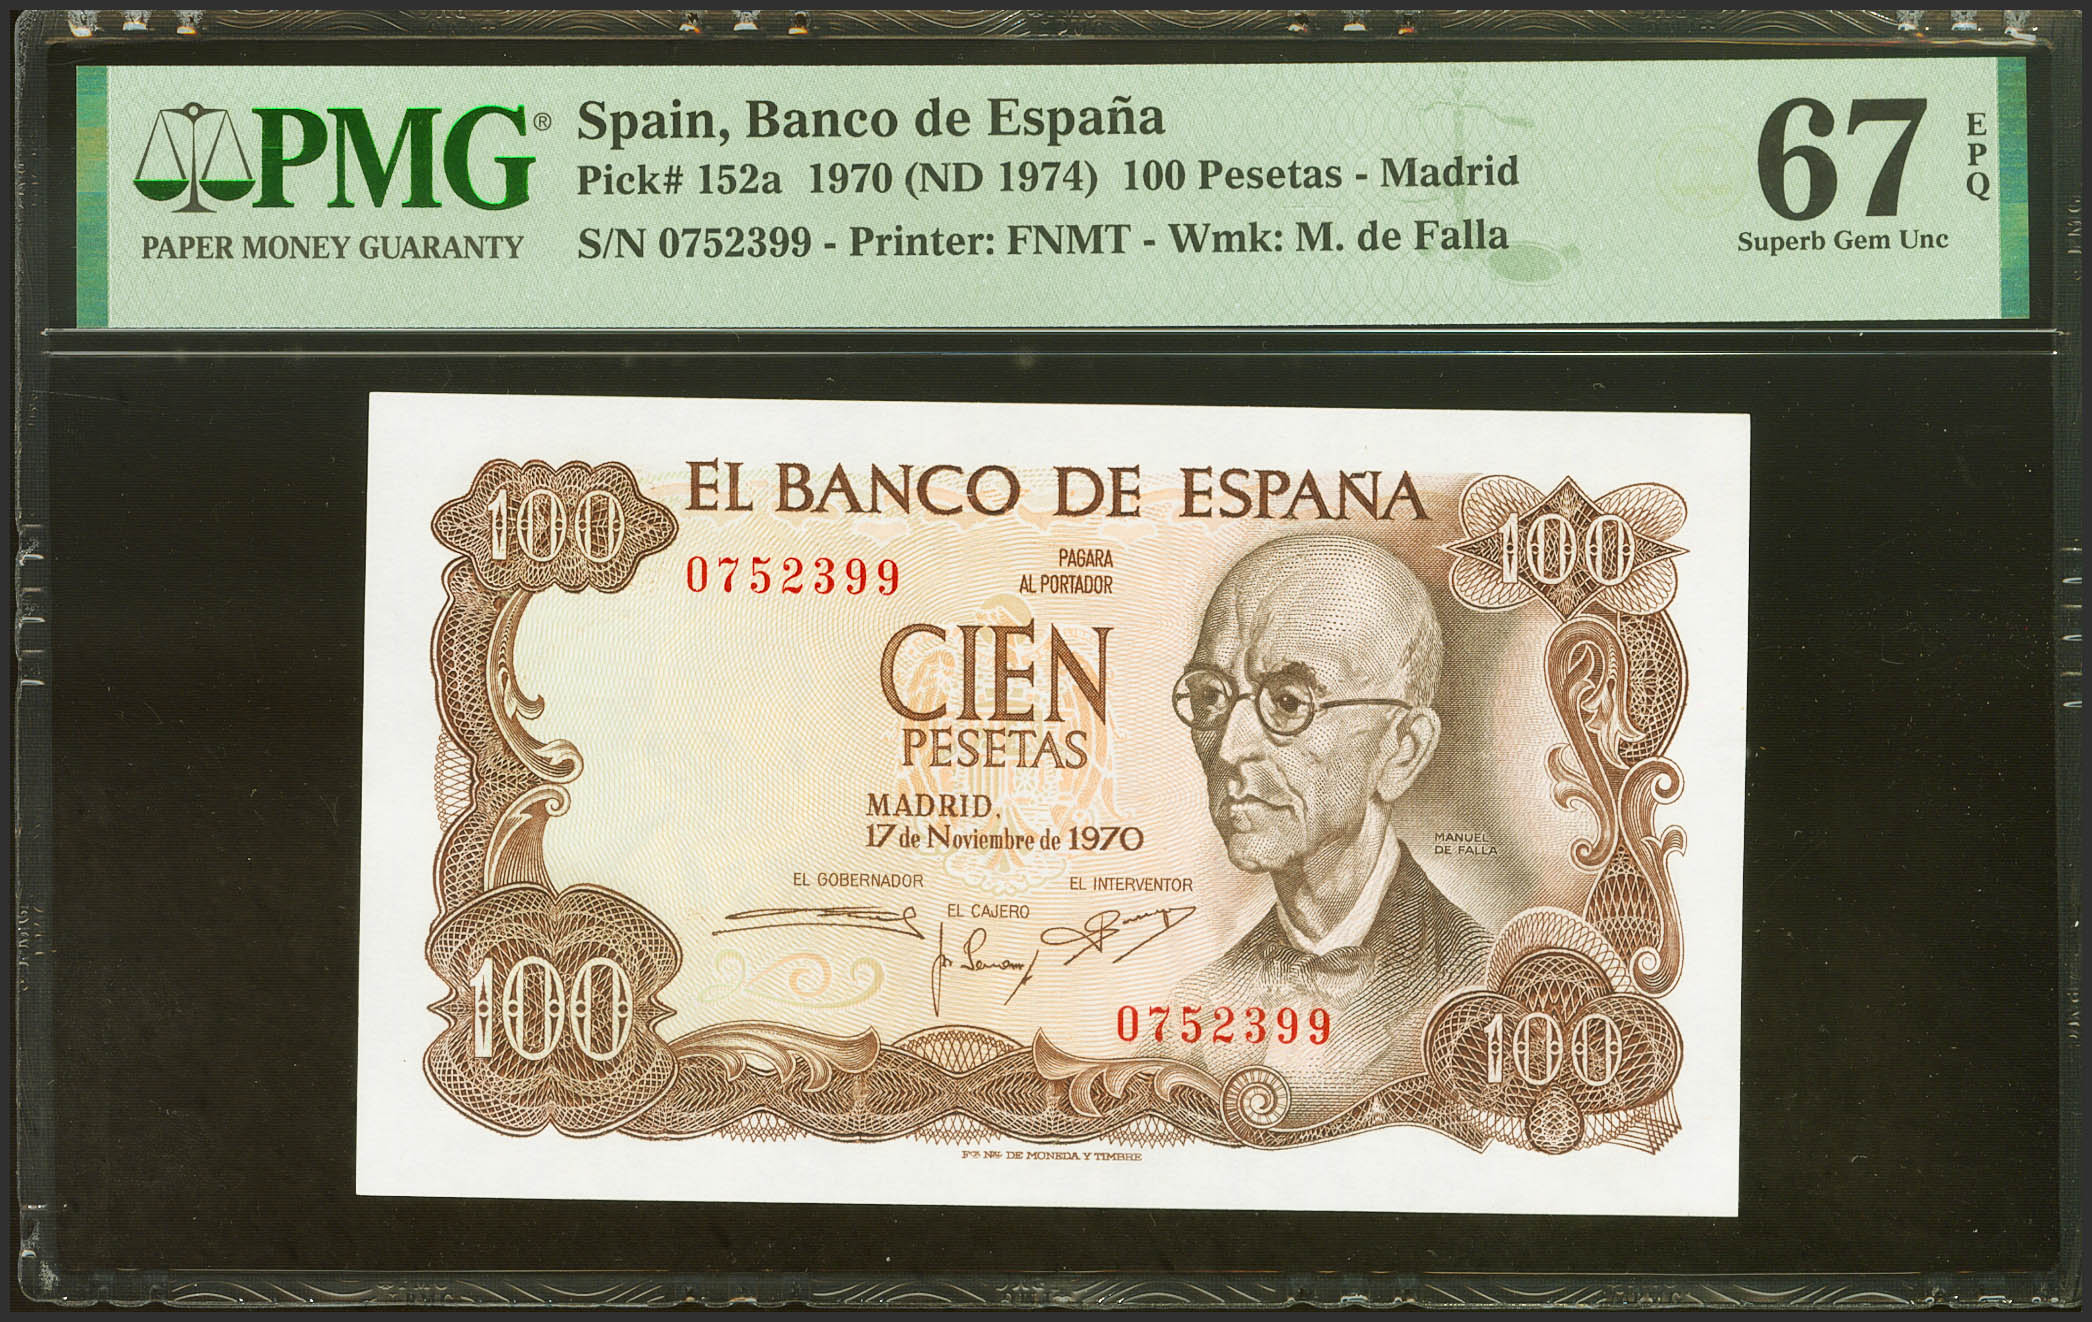 PMG®
PAPER MONEY GUARANTY
Spain, Banco de España
Pick# 152a 1970 (ND 1974) 100 Pesetas - Madrid
S/N 0752399 - Printer: FNMT - Wmk: M. de Falla
67
EPQ
Superb Gem Unc
100
EL BANCO DE ESPAÑA
100
0752399
PAGARA
AL PORTADOR
CIEN
PESETAS
MADRID,
17 de Noviembre de 1970
MANUEL
DE FALLA
EL GOBERNADOR
EL INTERVENTOR
EL CAJERO
100
0752399
100
Fca. Nal. DE MONEDA Y TIMBRE